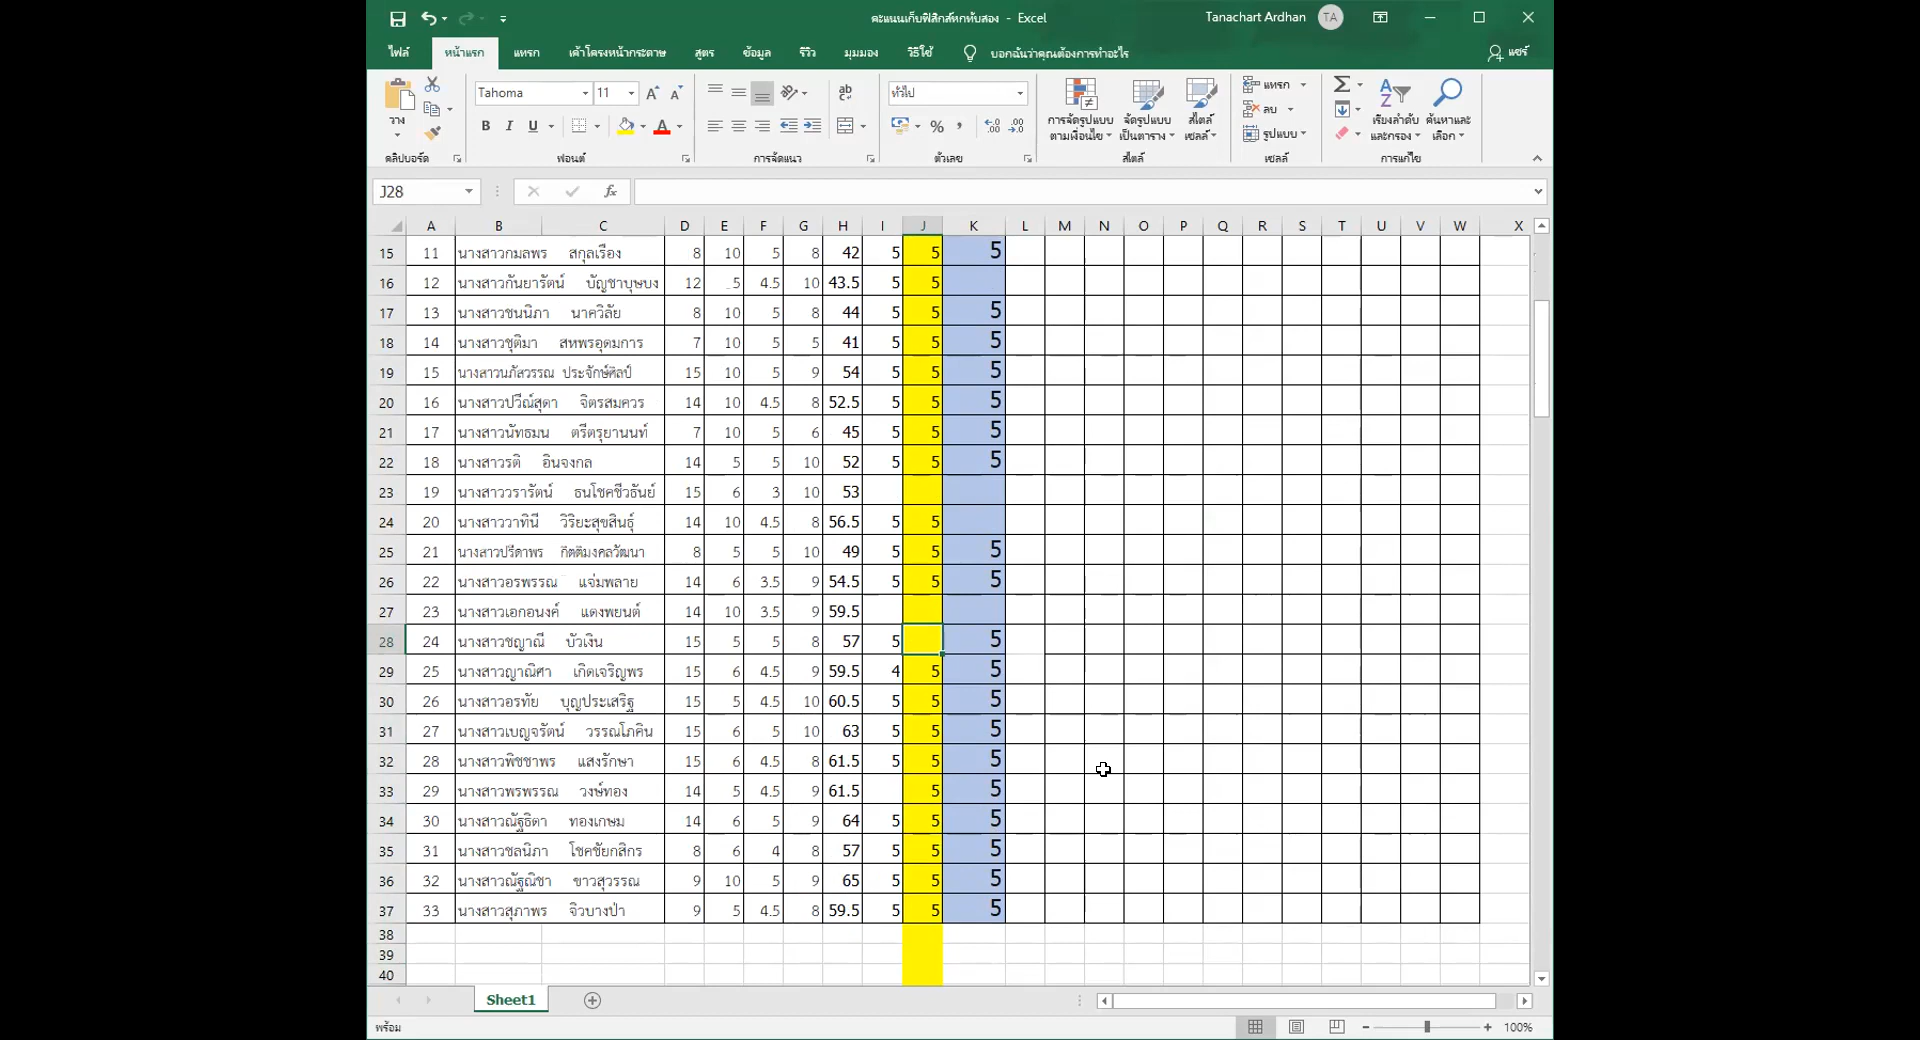 คะแนนเก็บฟิสิกส์หกทับสอง - Excel
Tanachart Ardhan TA
ไฟล์ หน้าแรก แทรก เค้าโครงหน้ากระดาษ สูตร ข้อมูล รีวิว มุมมอง วิธีใช้ บอกฉันว่าคุณต้องการทำอะไร แชร์
Tahoma 11 ทั่วไป
วาง
การจัดรูปแบบตามเงื่อนไข จัดรูปแบบเป็นตาราง สไตล์เซลล์
แทรก
ลบ
รูปแบบ
เรียงลำดับและกรอง ค้นหาและเลือก
คลิปบอร์ด ฟอนต์ การจัดแนว ตัวเลข สไตล์ เซลล์ การแก้ไข
J28 fx
A B C D E F G H I J K L M N O P Q R S T U V W X
15 11 นางสาวกมลพร สกุลเรือง 8 10 5 8 42 5 5 5
16 12 นางสาวกันยารัตน์ บัญชาบุษบง 12 5 4.5 10 43.5 5 5
17 13 นางสาวชนนิภา นาควิลัย 8 10 5 8 44 5 5 5
18 14 นางสาวชุติมา สหพรอุดมการ 7 10 5 5 41 5 5 5
19 15 นางสาวนภัสวรรณ ประจักษ์ศิลป์ 15 10 5 9 54 5 5 5
20 16 นางสาวปวีณ์สุดา จิตรสมควร 14 10 4.5 8 52.5 5 5 5
21 17 นางสาวนัทธมน ตรีตรุยานนท์ 7 10 5 6 45 5 5 5
22 18 นางสาวรติ อินจงกล 14 5 5 10 52 5 5 5
23 19 นางสาววรารัตน์ ธนโชคชีวธันย์ 15 6 3 10 53
24 20 นางสาววาทินี วิริยะสุขสินธุ์ 14 10 4.5 8 56.5 5 5
25 21 นางสาวปรีดาพร กิตติมงคลวัฒนา 8 5 5 10 49 5 5 5
26 22 นางสาวอรพรรณ แจ่มพลาย 14 6 3.5 9 54.5 5 5 5
27 23 นางสาวเอกอนงค์ แดงพยนต์ 14 10 3.5 9 59.5
28 24 นางสาวชญาณี บัวเงิน 15 5 5 8 57 5 5
29 25 นางสาวญาณิศา เกิดเจริญพร 15 6 4.5 9 59.5 4 5 5
30 26 นางสาวอรทัย บุญประเสริฐ 15 5 4.5 10 60.5 5 5 5
31 27 นางสาวเบญจรัตน์ วรรณโภคิน 15 6 5 10 63 5 5 5
32 28 นางสาวพิชชาพร แสงรักษา 15 6 4.5 8 61.5 5 5 5
33 29 นางสาวพรพรรณ วงษ์ทอง 14 5 4.5 9 61.5 5 5
34 30 นางสาวณัฐธิดา ทองเกษม 14 6 5 9 64 5 5 5
35 31 นางสาวชลนิภา โชคชัยกสิกร 8 6 4 8 57 5 5 5
36 32 นางสาวณัฐณิชา ขาวสุวรรณ 9 10 5 9 65 5 5 5
37 33 นางสาวสุภาพร จิวบางป่า 9 5 4.5 8 59.5 5 5 5
38
39
40
Sheet1
พร้อม 100%